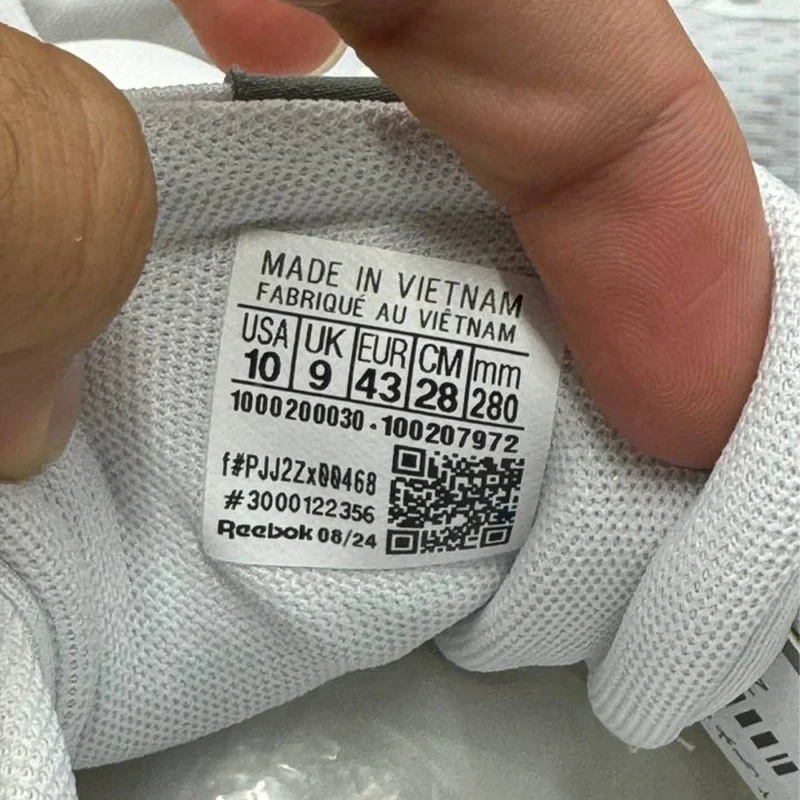 MADE IN VIETNAM
FABRIQUÉ AU VIÊTNAM
USA UK EUR CM mm
10 9 43 28 280
1000200030-100207972
f#PJJ2Zx00468
#3000122356
Reebok 08/24